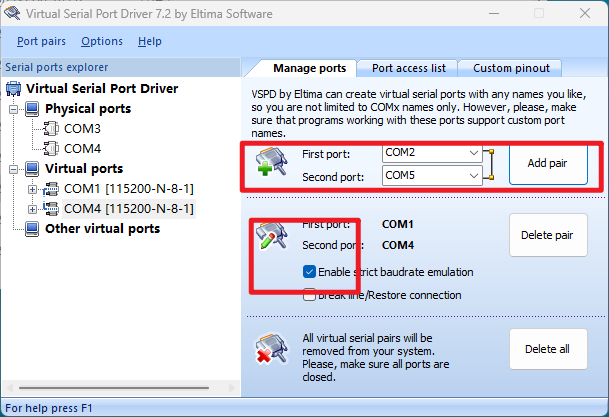 Virtual Serial Port Driver 7.2 by Eltima Software
Port pairs Options Help
Serial ports explorer
Virtual Serial Port Driver
Physical ports
COM3
COM4
Virtual ports
COM1 [115200-N-8-1]
COM4 [115200-N-8-1]
Other virtual ports
Manage ports Port access list Custom pinout
VSPD by Eltima can create virtual serial ports with any names you like,
so you are not limited to COMx names only. However, please, make
sure that programs working with these ports support custom port
names.
First port: COM2
Second port: COM5
Add pair
First port: COM1
Second port: COM4
Delete pair
Enable strict baudrate emulation
Break line/Restore connection
All virtual serial pairs will be
removed from your system.
Please, make sure all ports are
closed.
Delete all
For help press F1